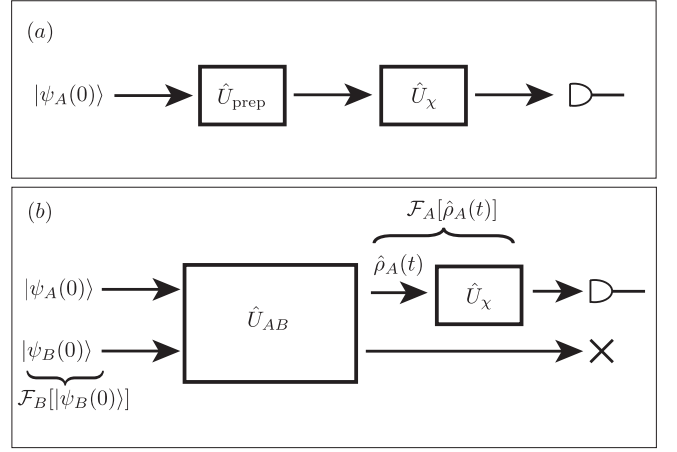 (a)
|ψ_A(0)⟩ Û_prep Û_χ
(b)
ℱ_A[ρ̂_A(t)]
ρ̂_A(t)
|ψ_A(0)⟩ Û_χ
Û_AB
|ψ_B(0)⟩
ℱ_B[|ψ_B(0)⟩]